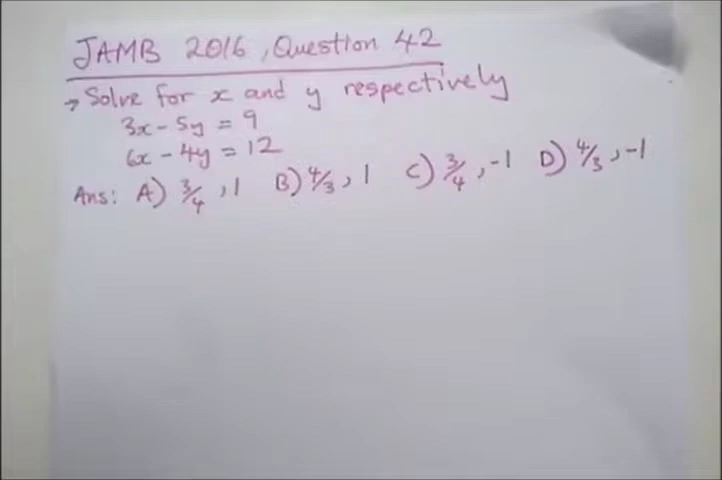 JAMB 2016, Question 42
→ Solve for x and y respectively
3x - 5y = 9
6x - 4y = 12
Ans: A) 3/4, 1 B) 4/3, 1 C) 3/4, -1 D) 4/3, -1